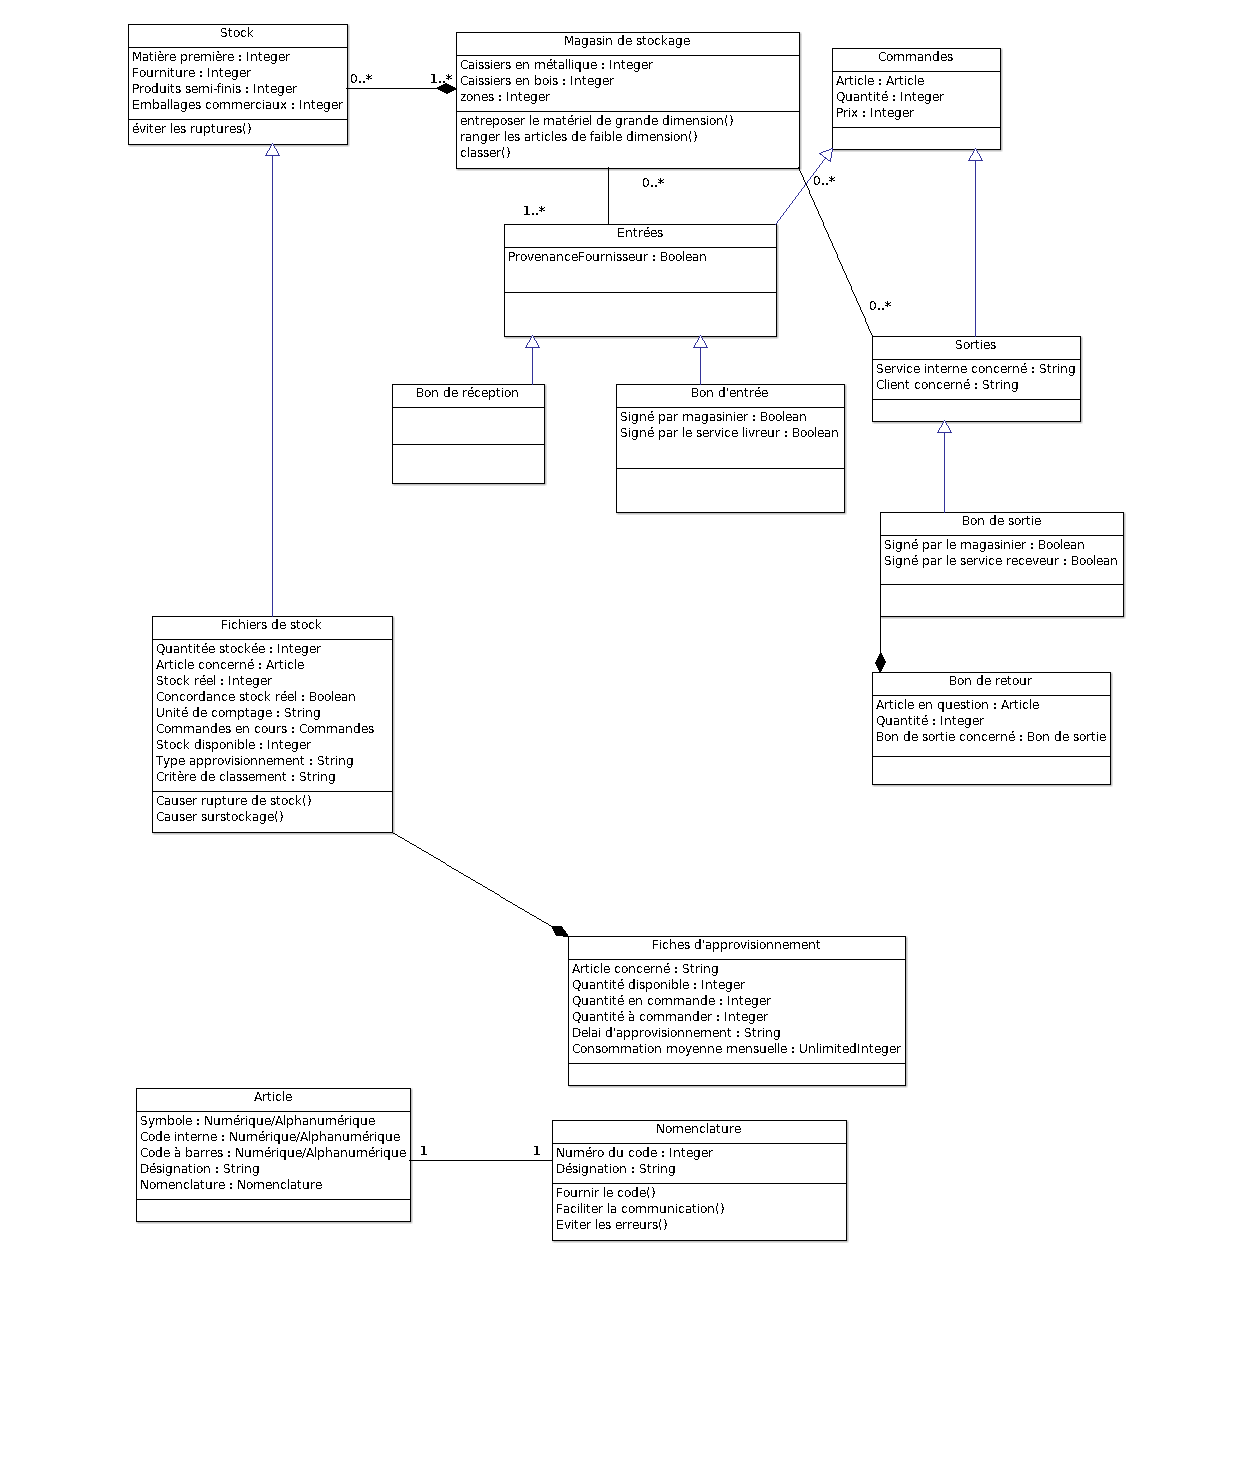 Stock
Matière première : Integer
Fourniture : Integer
Produits semi-finis : Integer
Emballages commerciaux : Integer
éviter les ruptures()
0..*
1..*
Magasin de stockage
Caissiers en métallique : Integer
Caissiers en bois : Integer
zones : Integer
entreposer le matériel de grande dimension()
ranger les articles de faible dimension()
classer()
Commandes
Article : Article
Quantité : Integer
Prix : Integer
0..*
0..*
1..*
Entrées
ProvenanceFournisseur : Boolean
0..*
Sorties
Service interne concerné : String
Client concerné : String
Bon de réception
Bon d'entrée
Signé par magasinier : Boolean
Signé par le service livreur : Boolean
Bon de sortie
Signé par le magasinier : Boolean
Signé par le service receveur : Boolean
Fichiers de stock
Quantitée stockée : Integer
Article concerné : Article
Stock réel : Integer
Concordance stock réel : Boolean
Unité de comptage : String
Commandes en cours : Commandes
Stock disponible : Integer
Type approvisionnement : String
Critère de classement : String
Causer rupture de stock()
Causer surstockage()
Bon de retour
Article en question : Article
Quantité : Integer
Bon de sortie concerné : Bon de sortie
Fiches d'approvisionnement
Article concerné : String
Quantité disponible : Integer
Quantité en commande : Integer
Quantité à commander : Integer
Delai d'approvisionnement : String
Consommation moyenne mensuelle : UnlimitedInteger
Article
Symbole : Numérique/Alphanumérique
Code interne : Numérique/Alphanumérique
Code à barres : Numérique/Alphanumérique
Désignation : String
Nomenclature : Nomenclature
1
1
Nomenclature
Numéro du code : Integer
Désignation : String
Fournir le code()
Faciliter la communication()
Eviter les erreurs()